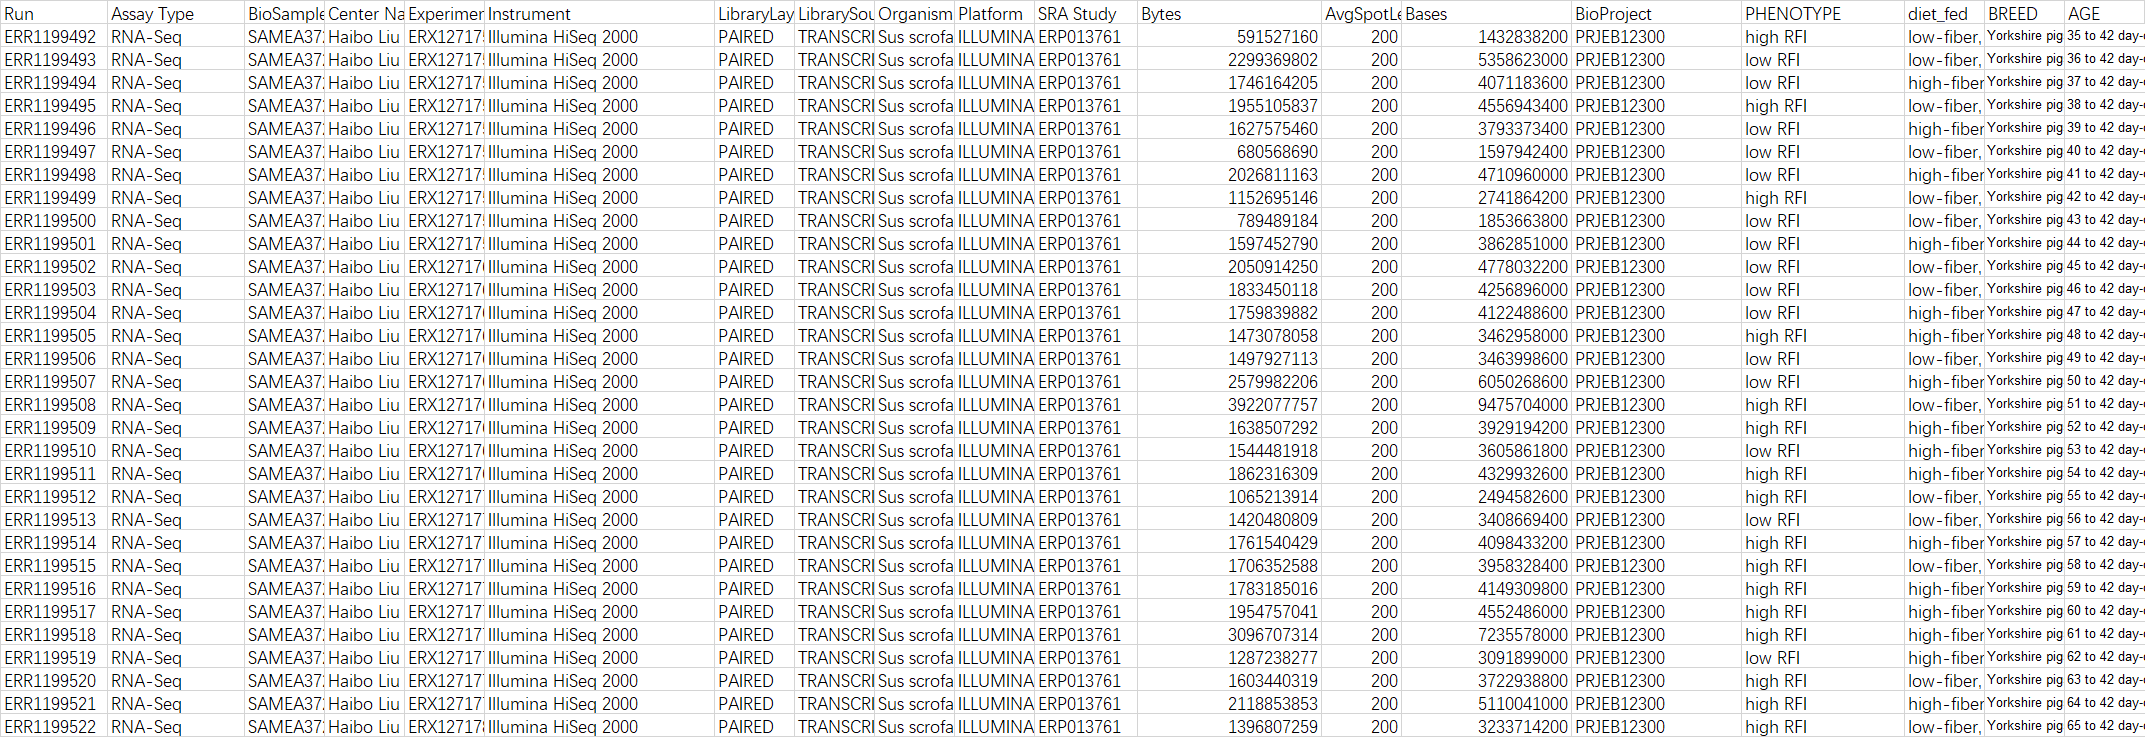 Run Assay Type BioSample Center Na Experimen Instrument LibraryLay LibrarySou Organism Platform SRA Study Bytes AvgSpotLe Bases BioProject PHENOTYPE diet_fed BREED AGE
ERR1199492 RNA-Seq SAMEA37 Haibo Liu ERX12717 Illumina HiSeq 2000 PAIRED TRANSCRI Sus scrofa ILLUMINA ERP013761 591527160 200 1432838200 PRJEB12300 high RFI low-fiber, Yorkshire pig 35 to 42 day-
ERR1199493 RNA-Seq SAMEA37 Haibo Liu ERX12717 Illumina HiSeq 2000 PAIRED TRANSCRI Sus scrofa ILLUMINA ERP013761 2299369802 200 5358623000 PRJEB12300 low RFI low-fiber, Yorkshire pig 36 to 42 day-
ERR1199494 RNA-Seq SAMEA37 Haibo Liu ERX12717 Illumina HiSeq 2000 PAIRED TRANSCRI Sus scrofa ILLUMINA ERP013761 1746164205 200 4071183600 PRJEB12300 low RFI high-fiber Yorkshire pig 37 to 42 day-
ERR1199495 RNA-Seq SAMEA37 Haibo Liu ERX12717 Illumina HiSeq 2000 PAIRED TRANSCRI Sus scrofa ILLUMINA ERP013761 1955105837 200 4556943400 PRJEB12300 high RFI low-fiber, Yorkshire pig 38 to 42 day-
ERR1199496 RNA-Seq SAMEA37 Haibo Liu ERX12717 Illumina HiSeq 2000 PAIRED TRANSCRI Sus scrofa ILLUMINA ERP013761 1627575460 200 3793373400 PRJEB12300 low RFI high-fiber Yorkshire pig 39 to 42 day-
ERR1199497 RNA-Seq SAMEA37 Haibo Liu ERX12717 Illumina HiSeq 2000 PAIRED TRANSCRI Sus scrofa ILLUMINA ERP013761 680568690 200 1597942400 PRJEB12300 low RFI low-fiber, Yorkshire pig 40 to 42 day-
ERR1199498 RNA-Seq SAMEA37 Haibo Liu ERX12717 Illumina HiSeq 2000 PAIRED TRANSCRI Sus scrofa ILLUMINA ERP013761 2026811163 200 4710960000 PRJEB12300 low RFI high-fiber Yorkshire pig 41 to 42 day-
ERR1199499 RNA-Seq SAMEA37 Haibo Liu ERX12717 Illumina HiSeq 2000 PAIRED TRANSCRI Sus scrofa ILLUMINA ERP013761 1152695146 200 2741864200 PRJEB12300 high RFI low-fiber, Yorkshire pig 42 to 42 day-
ERR1199500 RNA-Seq SAMEA37 Haibo Liu ERX12717 Illumina HiSeq 2000 PAIRED TRANSCRI Sus scrofa ILLUMINA ERP013761 789489184 200 1853663800 PRJEB12300 low RFI low-fiber, Yorkshire pig 43 to 42 day-
ERR1199501 RNA-Seq SAMEA37 Haibo Liu ERX12717 Illumina HiSeq 2000 PAIRED TRANSCRI Sus scrofa ILLUMINA ERP013761 1597452790 200 3862851000 PRJEB12300 low RFI high-fiber Yorkshire pig 44 to 42 day-
ERR1199502 RNA-Seq SAMEA37 Haibo Liu ERX12717 Illumina HiSeq 2000 PAIRED TRANSCRI Sus scrofa ILLUMINA ERP013761 2050914250 200 4778032200 PRJEB12300 low RFI low-fiber, Yorkshire pig 45 to 42 day-
ERR1199503 RNA-Seq SAMEA37 Haibo Liu ERX12717 Illumina HiSeq 2000 PAIRED TRANSCRI Sus scrofa ILLUMINA ERP013761 1833450118 200 4256896000 PRJEB12300 low RFI low-fiber, Yorkshire pig 46 to 42 day-
ERR1199504 RNA-Seq SAMEA37 Haibo Liu ERX12717 Illumina HiSeq 2000 PAIRED TRANSCRI Sus scrofa ILLUMINA ERP013761 1759839882 200 4122488600 PRJEB12300 low RFI high-fiber Yorkshire pig 47 to 42 day-
ERR1199505 RNA-Seq SAMEA37 Haibo Liu ERX12717 Illumina HiSeq 2000 PAIRED TRANSCRI Sus scrofa ILLUMINA ERP013761 1473078058 200 3462958000 PRJEB12300 high RFI high-fiber Yorkshire pig 48 to 42 day-
ERR1199506 RNA-Seq SAMEA37 Haibo Liu ERX12717 Illumina HiSeq 2000 PAIRED TRANSCRI Sus scrofa ILLUMINA ERP013761 1497927113 200 3463998600 PRJEB12300 low RFI low-fiber, Yorkshire pig 49 to 42 day-
ERR1199507 RNA-Seq SAMEA37 Haibo Liu ERX12717 Illumina HiSeq 2000 PAIRED TRANSCRI Sus scrofa ILLUMINA ERP013761 2579982206 200 6050268600 PRJEB12300 low RFI high-fiber Yorkshire pig 50 to 42 day-
ERR1199508 RNA-Seq SAMEA37 Haibo Liu ERX12717 Illumina HiSeq 2000 PAIRED TRANSCRI Sus scrofa ILLUMINA ERP013761 3922077757 200 9475704000 PRJEB12300 high RFI low-fiber, Yorkshire pig 51 to 42 day-
ERR1199509 RNA-Seq SAMEA37 Haibo Liu ERX12717 Illumina HiSeq 2000 PAIRED TRANSCRI Sus scrofa ILLUMINA ERP013761 1638507292 200 3929194200 PRJEB12300 high RFI high-fiber Yorkshire pig 52 to 42 day-
ERR1199510 RNA-Seq SAMEA37 Haibo Liu ERX12717 Illumina HiSeq 2000 PAIRED TRANSCRI Sus scrofa ILLUMINA ERP013761 1544481918 200 3605861800 PRJEB12300 low RFI high-fiber Yorkshire pig 53 to 42 day-
ERR1199511 RNA-Seq SAMEA37 Haibo Liu ERX12717 Illumina HiSeq 2000 PAIRED TRANSCRI Sus scrofa ILLUMINA ERP013761 1862316309 200 4329932600 PRJEB12300 high RFI high-fiber Yorkshire pig 54 to 42 day-
ERR1199512 RNA-Seq SAMEA37 Haibo Liu ERX12717 Illumina HiSeq 2000 PAIRED TRANSCRI Sus scrofa ILLUMINA ERP013761 1065213914 200 2494582600 PRJEB12300 high RFI low-fiber, Yorkshire pig 55 to 42 day-
ERR1199513 RNA-Seq SAMEA37 Haibo Liu ERX12717 Illumina HiSeq 2000 PAIRED TRANSCRI Sus scrofa ILLUMINA ERP013761 1420480809 200 3408669400 PRJEB12300 low RFI low-fiber, Yorkshire pig 56 to 42 day-
ERR1199514 RNA-Seq SAMEA37 Haibo Liu ERX12717 Illumina HiSeq 2000 PAIRED TRANSCRI Sus scrofa ILLUMINA ERP013761 1761540429 200 4098433200 PRJEB12300 high RFI high-fiber Yorkshire pig 57 to 42 day-
ERR1199515 RNA-Seq SAMEA37 Haibo Liu ERX12717 Illumina HiSeq 2000 PAIRED TRANSCRI Sus scrofa ILLUMINA ERP013761 1706352588 200 3958328400 PRJEB12300 high RFI low-fiber, Yorkshire pig 58 to 42 day-
ERR1199516 RNA-Seq SAMEA37 Haibo Liu ERX12717 Illumina HiSeq 2000 PAIRED TRANSCRI Sus scrofa ILLUMINA ERP013761 1783185016 200 4149309800 PRJEB12300 high RFI high-fiber Yorkshire pig 59 to 42 day-
ERR1199517 RNA-Seq SAMEA37 Haibo Liu ERX12717 Illumina HiSeq 2000 PAIRED TRANSCRI Sus scrofa ILLUMINA ERP013761 1954757041 200 4552486000 PRJEB12300 high RFI high-fiber Yorkshire pig 60 to 42 day-
ERR1199518 RNA-Seq SAMEA37 Haibo Liu ERX12717 Illumina HiSeq 2000 PAIRED TRANSCRI Sus scrofa ILLUMINA ERP013761 3096707314 200 7235578000 PRJEB12300 high RFI high-fiber Yorkshire pig 61 to 42 day-
ERR1199519 RNA-Seq SAMEA37 Haibo Liu ERX12717 Illumina HiSeq 2000 PAIRED TRANSCRI Sus scrofa ILLUMINA ERP013761 1287238277 200 3091899000 PRJEB12300 low RFI high-fiber Yorkshire pig 62 to 42 day-
ERR1199520 RNA-Seq SAMEA37 Haibo Liu ERX12717 Illumina HiSeq 2000 PAIRED TRANSCRI Sus scrofa ILLUMINA ERP013761 1603440319 200 3722938800 PRJEB12300 high RFI low-fiber, Yorkshire pig 63 to 42 day-
ERR1199521 RNA-Seq SAMEA37 Haibo Liu ERX12717 Illumina HiSeq 2000 PAIRED TRANSCRI Sus scrofa ILLUMINA ERP013761 2118853853 200 5110041000 PRJEB12300 high RFI high-fiber Yorkshire pig 64 to 42 day-
ERR1199522 RNA-Seq SAMEA37 Haibo Liu ERX12717 Illumina HiSeq 2000 PAIRED TRANSCRI Sus scrofa ILLUMINA ERP013761 1396807259 200 3233714200 PRJEB12300 high RFI low-fiber, Yorkshire pig 65 to 42 day-